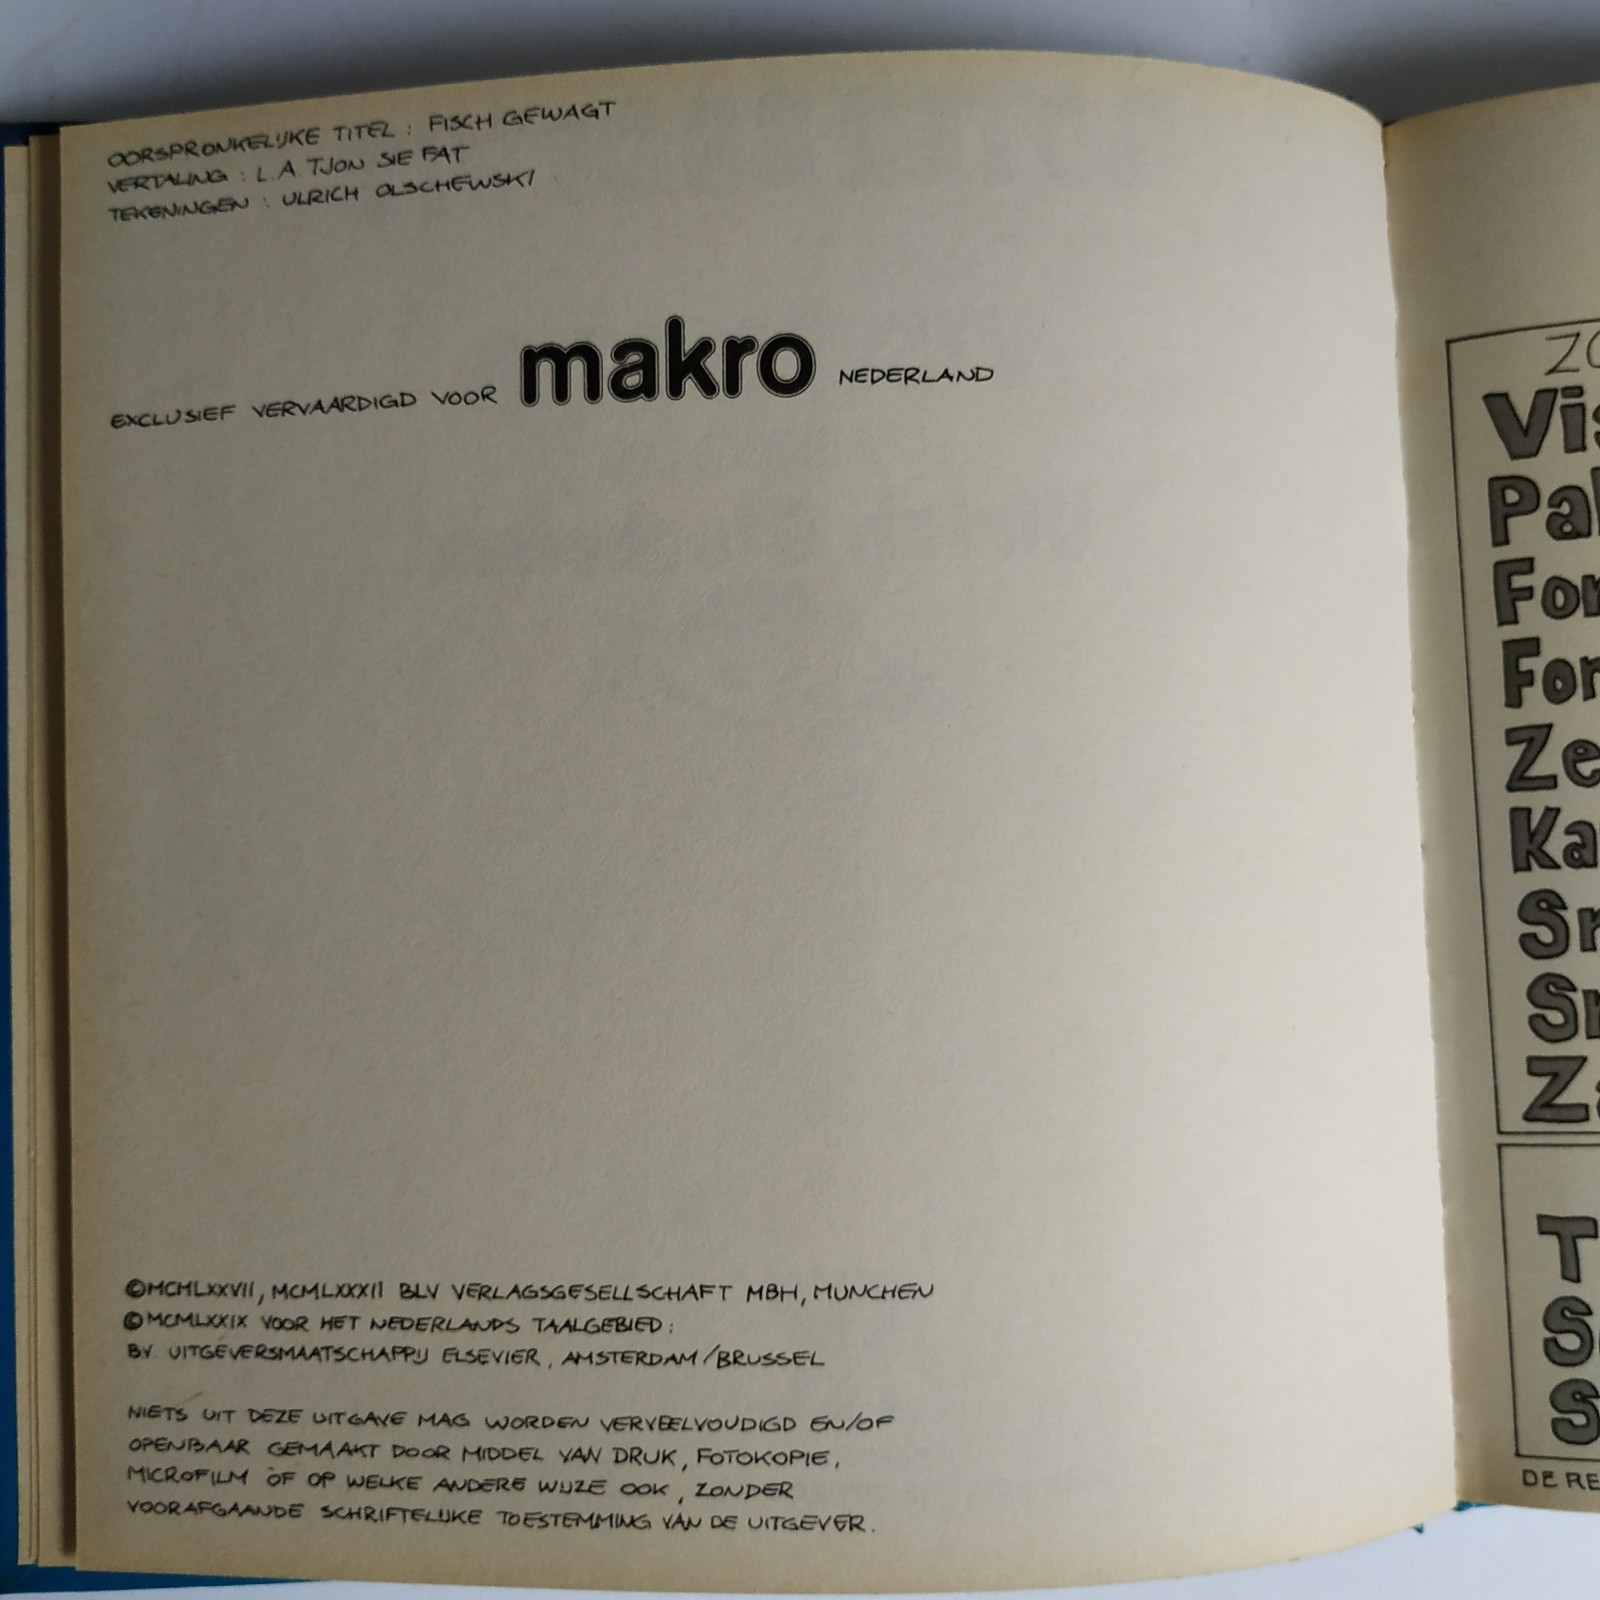 OORSPRONKELIJKE TITEL : FISCH GEWAGT
VERTALING : L.A. TJON SIE FAT
TEKENINGEN : ULRICH OLSCHEWSKI
EXCLUSIEF VERVAARDIGD VOOR makro NEDERLAND
©MCMLXXVII, MCMLXXXII BLV VERLAGSGESELLSCHAFT MBH, MUNCHEN
©MCMLXXIX VOOR HET NEDERLANDS TAALGEBIED:
BV. UITGEVERSMAATSCHAPPIJ ELSEVIER, AMSTERDAM/BRUSSEL
NIETS UIT DEZE UITGAVE MAG WORDEN VERVEELVOUDIGD EN/OF
OPENBAAR GEMAAKT DOOR MIDDEL VAN DRUK, FOTOKOPIE,
MICROFILM OF OP WELKE ANDERE WIJZE OOK, ZONDER
VOORAFGAANDE SCHRIFTELIJKE TOESTEMMING VAN DE UITGEVER.
DE